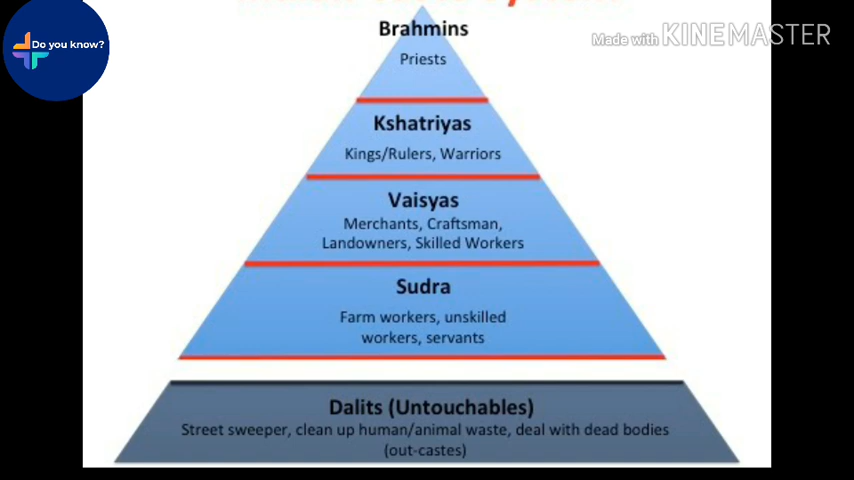 Do you know?
Made with KINEMASTER
Brahmins
Priests
Kshatriyas
Kings/Rulers, Warriors
Vaisyas
Merchants, Craftsman,
Landowners, Skilled Workers
Sudra
Farm workers, unskilled
workers, servants
Dalits (Untouchables)
Street sweeper, clean up human/animal waste, deal with dead bodies
(out-castes)